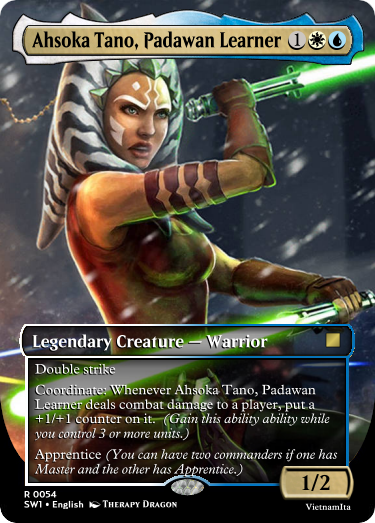 Ahsoka Tano, Padawan Learner 1
Legendary Creature — Warrior
Double strike
Coordinate: Whenever Ahsoka Tano, Padawan
Learner deals combat damage to a player, put a
+1/+1 counter on it. (Gain this ability ability while
you control 3 or more units.)
Apprentice (You can have two commanders if one has
Master and the other has Apprentice.)
1/2
R 0054
SW1 • English Therapy Dragon
VietnamIta